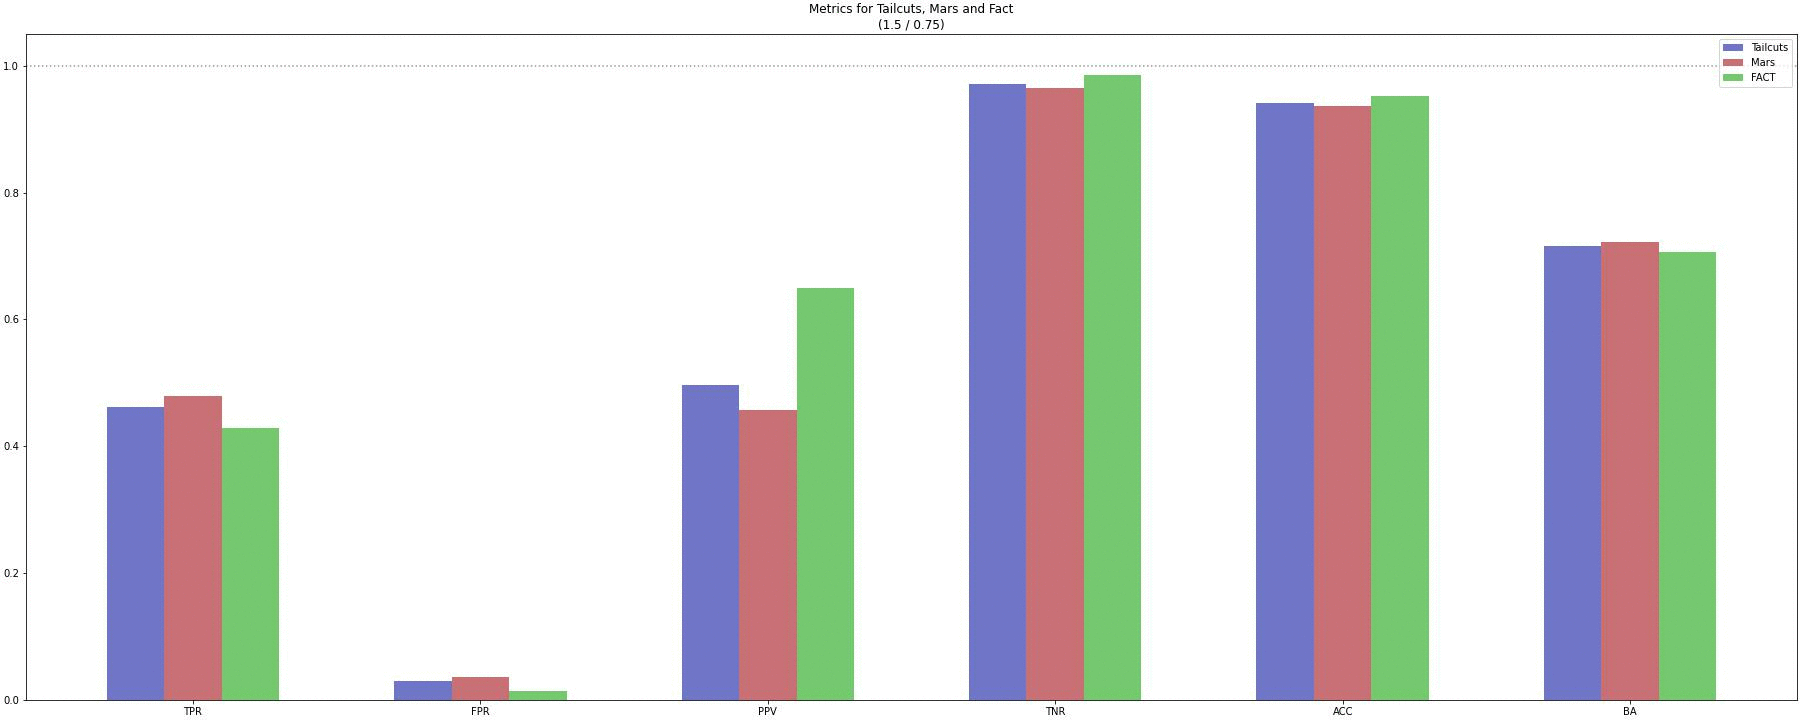 Metrics for Tailcuts, Mars and Fact
(1.5 / 0.75)
Tailcuts
Mars
FACT
1.0
0.8
0.6
0.4
0.2
0.0
TPR
FPR
PPV
TNR
ACC
BA